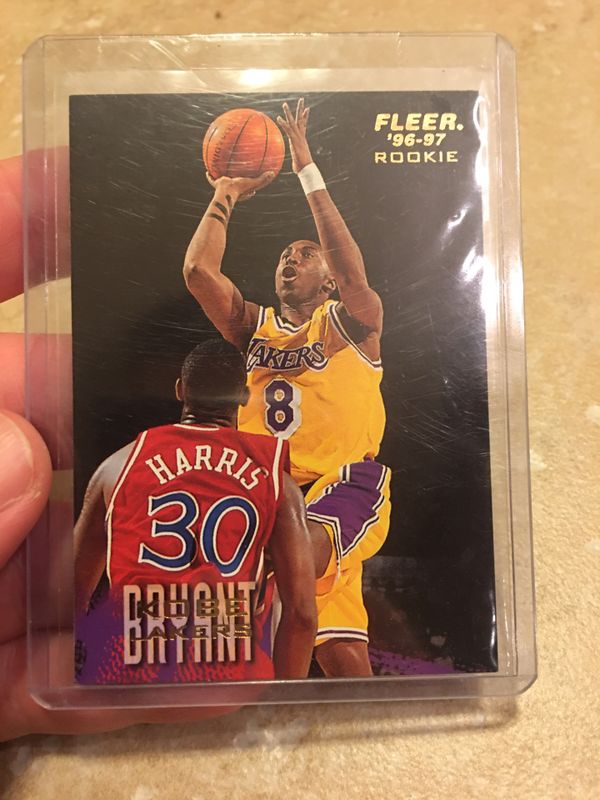 FLEER.
'96-97
ROOKIE
LAKERS
8
HARRIS
30
KOBE
BRYANT
LAKERS